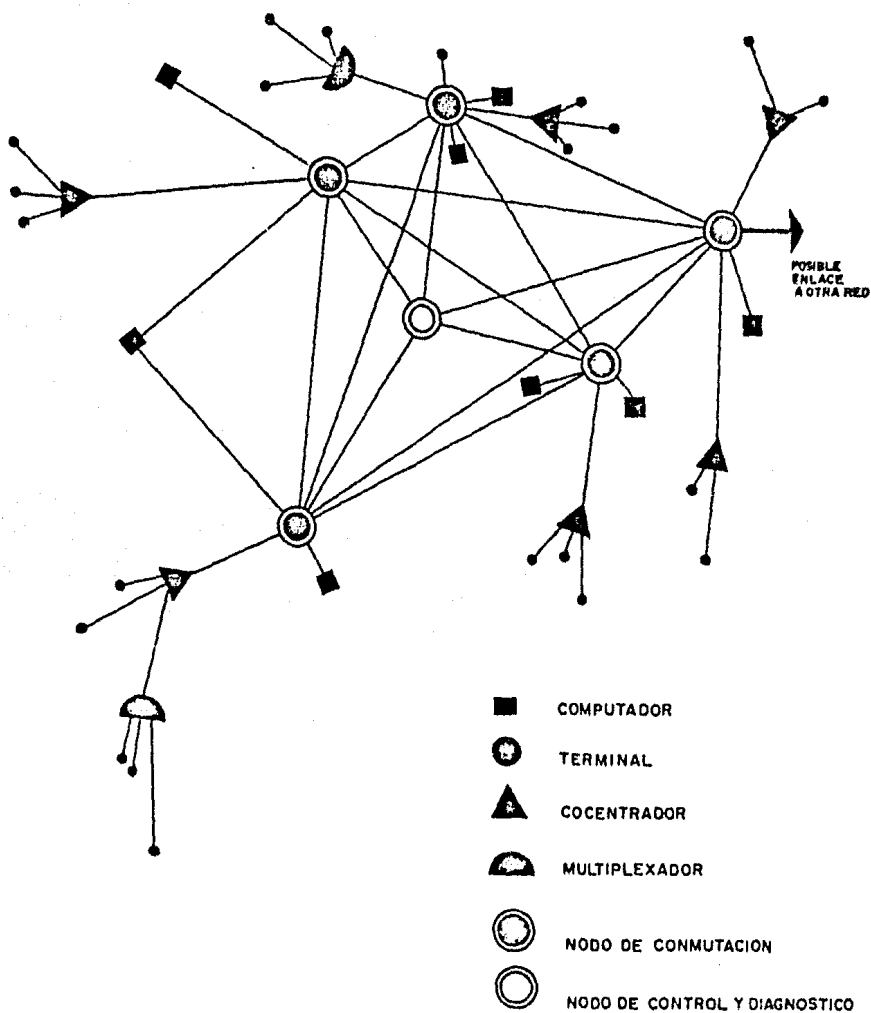 POSIBLE
ENLACE
A OTRA RED
COMPUTADOR
TERMINAL
COCENTRADOR
MULTIPLEXADOR
NODO DE CONMUTACION
NODO DE CONTROL Y DIAGNOSTICO